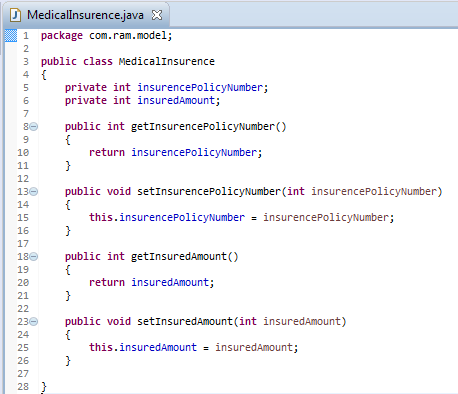 MedicalInsurence.java
1 package com.ram.model;
2
3 public class MedicalInsurence
4 {
5     private int insurencePolicyNumber;
6     private int insuredAmount;
7
8     public int getInsurencePolicyNumber()
9     {
10         return insurencePolicyNumber;
11     }
12
13     public void setInsurencePolicyNumber(int insurencePolicyNumber)
14     {
15         this.insurencePolicyNumber = insurencePolicyNumber;
16     }
17
18     public int getInsuredAmount()
19     {
20         return insuredAmount;
21     }
22
23     public void setInsuredAmount(int insuredAmount)
24     {
25         this.insuredAmount = insuredAmount;
26     }
27
28 }